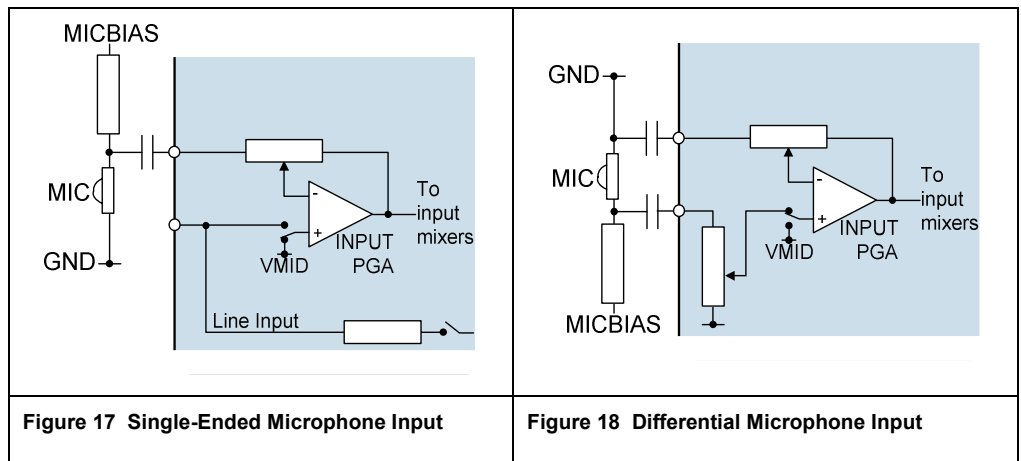 MICBIAS
MIC
GND
-
+
VMID
INPUT
PGA
To
input
mixers
Line Input
Figure 17 Single-Ended Microphone Input
GND
MIC
MICBIAS
-
+
VMID
INPUT
PGA
To
input
mixers
Figure 18 Differential Microphone Input